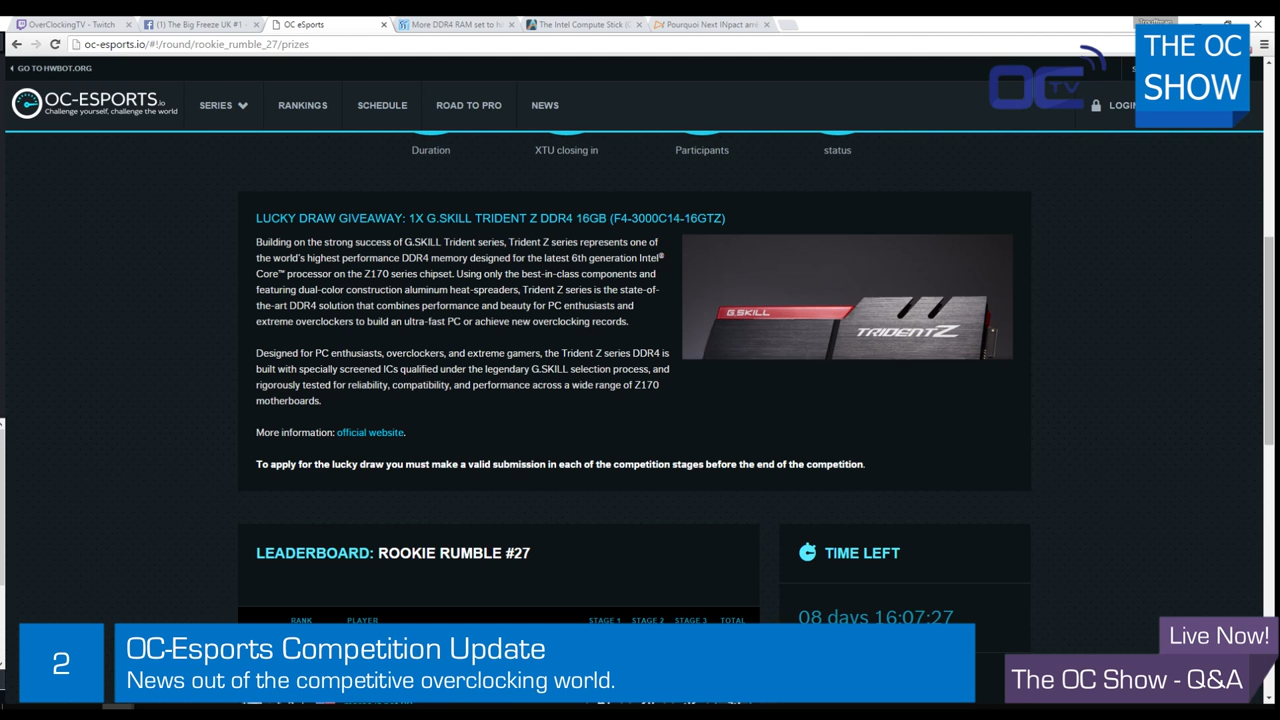 OverClockingTV - Twitch
(1) The Big Freeze UK #1 -
OC eSports
More DDR4 RAM set to h
The Intel Compute Stick (C
Pourquoi Next INpact arrê
oc-esports.io/#!/round/rookie_rumble_27/prizes
GO TO HWBOT.ORG
OCTV
THE OC
SHOW
OC-ESPORTS.io
Challenge yourself, challenge the world
SERIES
RANKINGS
SCHEDULE
ROAD TO PRO
NEWS
LOGIN
Duration
XTU closing in
Participants
status
LUCKY DRAW GIVEAWAY: 1X G.SKILL TRIDENT Z DDR4 16GB (F4-3000C14-16GTZ)
Building on the strong success of G.SKILL Trident series, Trident Z series represents one of
the world's highest performance DDR4 memory designed for the latest 6th generation Intel®
Core™ processor on the Z170 series chipset. Using only the best-in-class components and
featuring dual-color construction aluminum heat-spreaders, Trident Z series is the state-of-
the-art DDR4 solution that combines performance and beauty for PC enthusiasts and
extreme overclockers to build an ultra-fast PC or achieve new overclocking records.
G.SKILL
TRIDENT Z
Designed for PC enthusiasts, overclockers, and extreme gamers, the Trident Z series DDR4 is
built with specially screened ICs qualified under the legendary G.SKILL selection process, and
rigorously tested for reliability, compatibility, and performance across a wide range of Z170
motherboards.
More information: official website.
To apply for the lucky draw you must make a valid submission in each of the competition stages before the end of the competition.
LEADERBOARD: ROOKIE RUMBLE #27
TIME LEFT
RANK PLAYER STAGE 1 STAGE 2 STAGE 3 TOTAL
08 days 16:07:27
2
OC-Esports Competition Update
News out of the competitive overclocking world.
Live Now!
The OC Show - Q&A